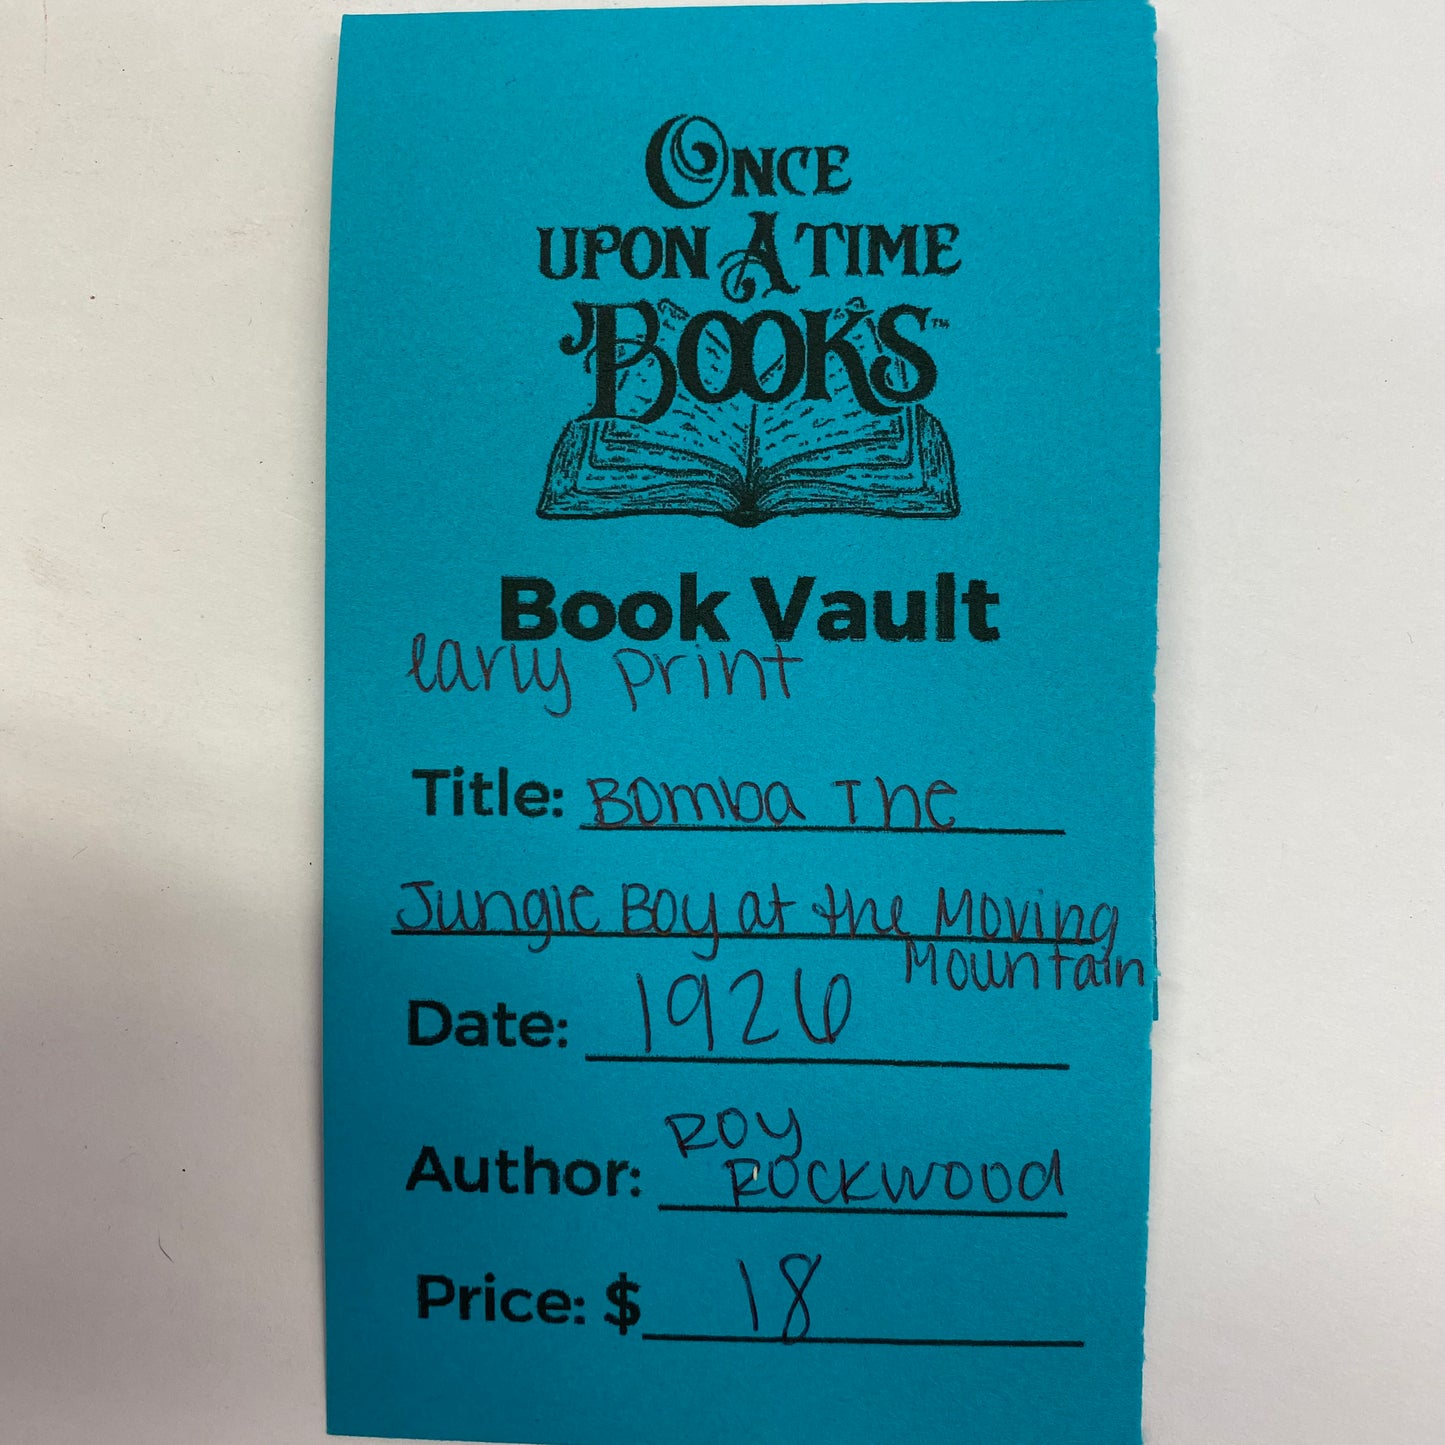 ONCE
UPON A TIME
BOOKS™
Book Vault
early print
Title: Bomba The
Jungle Boy at the Moving
Mountain
Date: 1926
Roy
Author: Rockwood
Price: $ 18